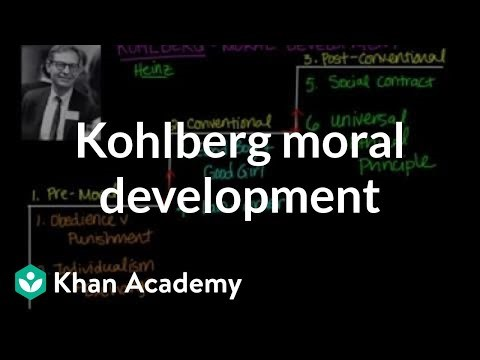 KOHLBERG - MORAL DEVELOPMENT
Heinz
3. Post-Conventional
5. Social contract
6. Universal
Principle
Conventional
Good Girl
1. Pre-Moral
1. Obedience v
Punishment
Individualism
Kohlberg moral
development
Khan Academy